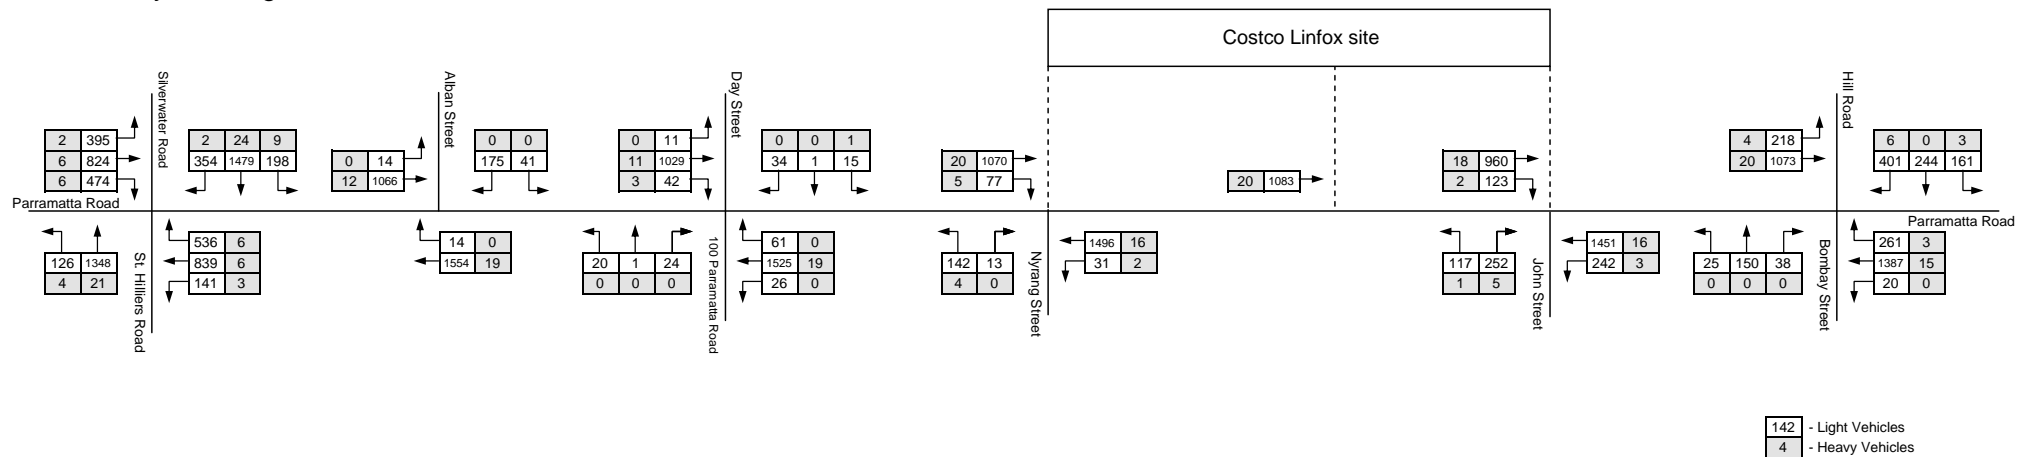 Costco Linfox site
Silverwater Road
Alban Street
Day Street
Hill Road
2 395
6 824
6 474
2 24 9
354 1479 198
0 14
12 1066
0 0
175 41
0 11
11 1029
3 42
0 0 1
34 1 15
20 1070
5 77
20 1083
18 960
2 123
4 218
20 1073
6 0 3
401 244 161
Parramatta Road
Parramatta Road
126 1348
4 21
St. Hilliers Road
536 6
839 6
141 3
14 0
1554 19
20 1 24
0 0 0
100 Parramatta Road
61 0
1525 19
26 0
142 13
4 0
Nyrang Street
1496 16
31 2
117 252
1 5
John Street
1451 16
242 3
25 150 38
0 0 0
Bombay Street
261 3
1387 15
20 0
142 - Light Vehicles
4 - Heavy Vehicles